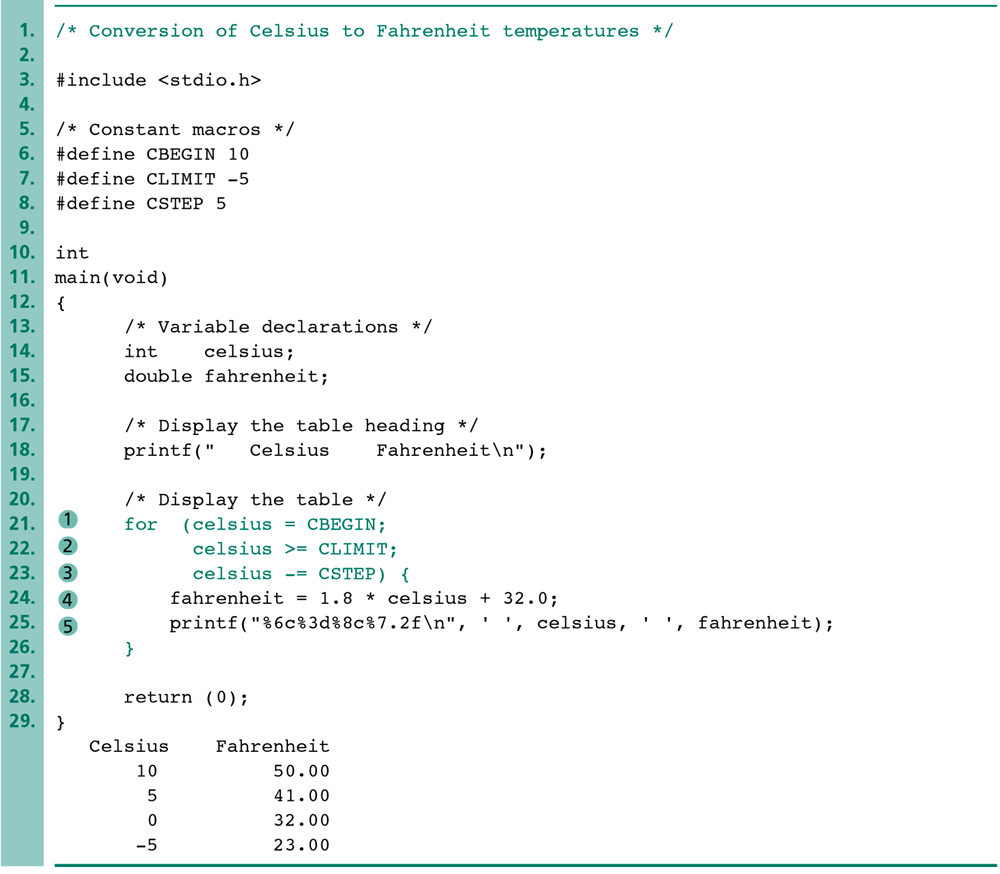 1. /* Conversion of Celsius to Fahrenheit temperatures */
2.
3. #include <stdio.h>
4.
5. /* Constant macros */
6. #define CBEGIN 10
7. #define CLIMIT -5
8. #define CSTEP 5
9.
10. int
11. main(void)
12. {
13.       /* Variable declarations */
14.       int    celsius;
15.       double fahrenheit;
16.
17.       /* Display the table heading */
18.       printf("   Celsius    Fahrenheit\n");
19.
20.       /* Display the table */
21. 1     for  (celsius = CBEGIN;
22. 2           celsius >= CLIMIT;
23. 3           celsius -= CSTEP) {
24. 4         fahrenheit = 1.8 * celsius + 32.0;
25. 5         printf("%6c%3d%8c%7.2f\n", ' ', celsius, ' ', fahrenheit);
26.       }
27.
28.       return (0);
29. }
   Celsius    Fahrenheit
       10          50.00
        5          41.00
        0          32.00
       -5          23.00